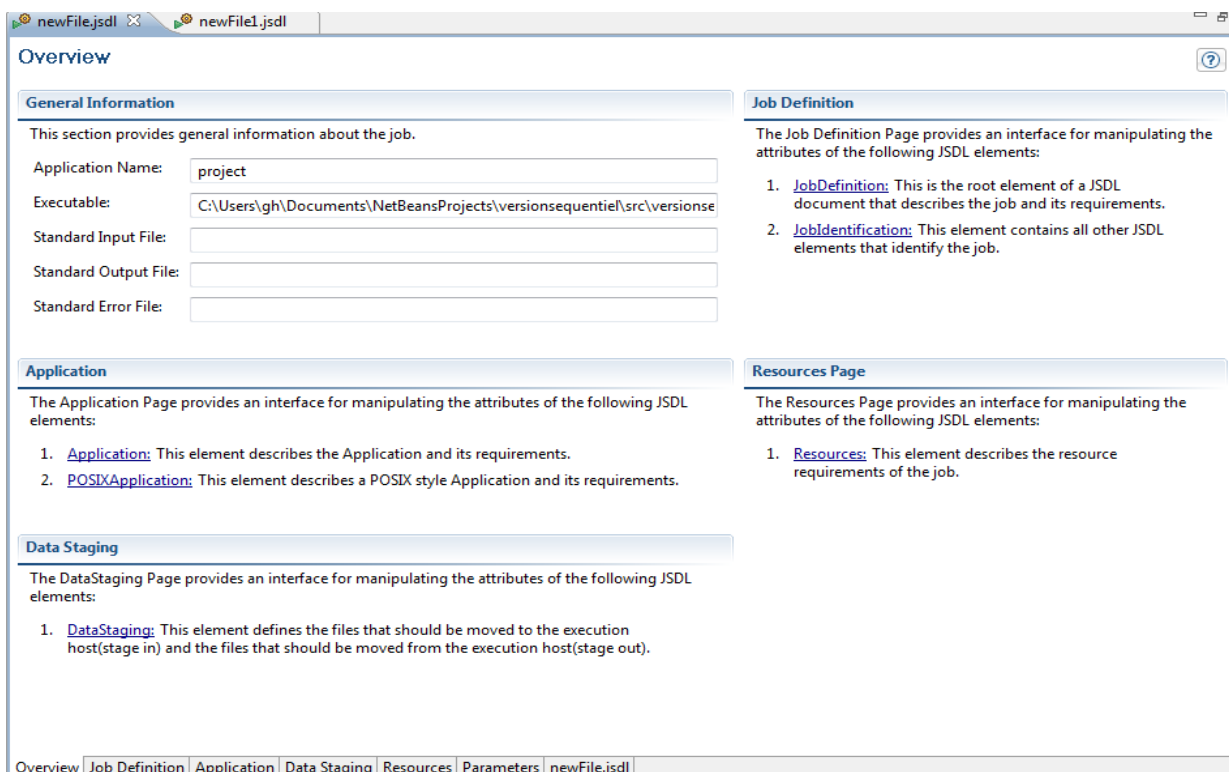 newFile.jsdl
newFile1.jsdl
Overview
General Information
This section provides general information about the job.
Application Name:
project
Executable:
C:\Users\gh\Documents\NetBeansProjects\versionsequentiel\src\versionse
Standard Input File:
Standard Output File:
Standard Error File:
Job Definition
The Job Definition Page provides an interface for manipulating the
attributes of the following JSDL elements:
1. JobDefinition: This is the root element of a JSDL
document that describes the job and its requirements.
2. JobIdentification: This element contains all other JSDL
elements that identify the job.
Application
The Application Page provides an interface for manipulating the attributes of the following JSDL
elements:
1. Application: This element describes the Application and its requirements.
2. POSIXApplication: This element describes a POSIX style Application and its requirements.
Resources Page
The Resources Page provides an interface for manipulating the
attributes of the following JSDL elements:
1. Resources: This element describes the resource
requirements of the job.
Data Staging
The DataStaging Page provides an interface for manipulating the attributes of the following JSDL
elements:
1. DataStaging: This element defines the files that should be moved to the execution
host(stage in) and the files that should be moved from the execution host(stage out).
Overview Job Definition Application Data Staging Resources Parameters newFile.jsdl